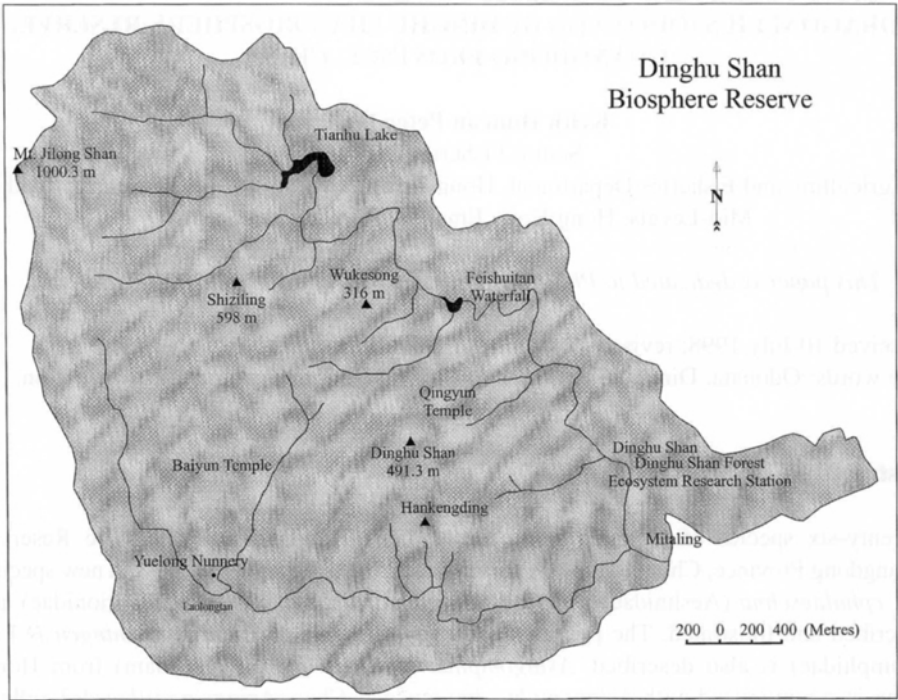 Dinghu Shan
Biosphere Reserve
N
Tianhu Lake
Mt. Jilong Shan
1000.3 m
Shiziling
598 m
Wukesong
316 m
Feishuitan
Waterfall
Qingyun
Temple
Dinghu Shan
491.3 m
Baiyun Temple
Hankengding
Dinghu Shan
Dinghu Shan Forest
Ecosystem Research Station
Mitaling
Yuelong Nunnery
Laolongtan
200 0 200 400 (Metres)